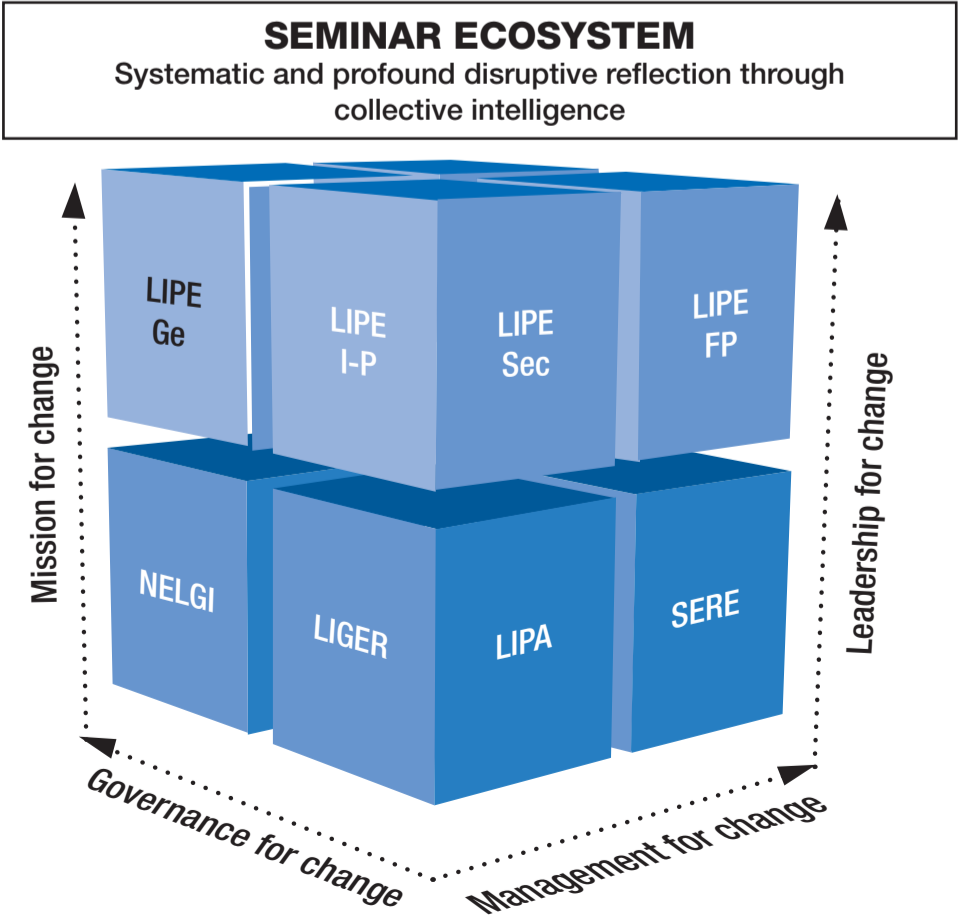 SEMINAR ECOSYSTEM
Systematic and profound disruptive reflection through
collective intelligence
LIPE
Ge
LIPE
I-P
LIPE
Sec
LIPE
FP
Mission for change
Leadership for change
NELGI
LIGER
LIPA
SERE
Governance for change
Management for change